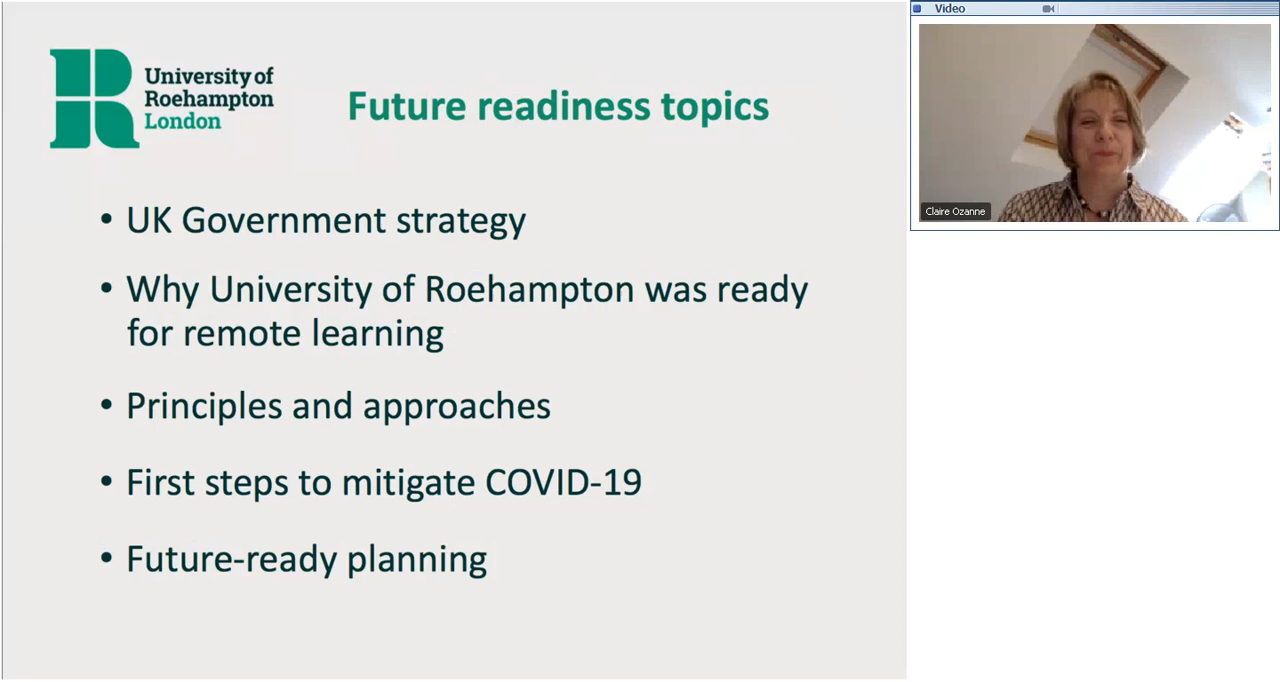 University of
Roehampton
London
Future readiness topics
• UK Government strategy
• Why University of Roehampton was ready
for remote learning
• Principles and approaches
• First steps to mitigate COVID-19
• Future-ready planning
Video
Claire Ozanne